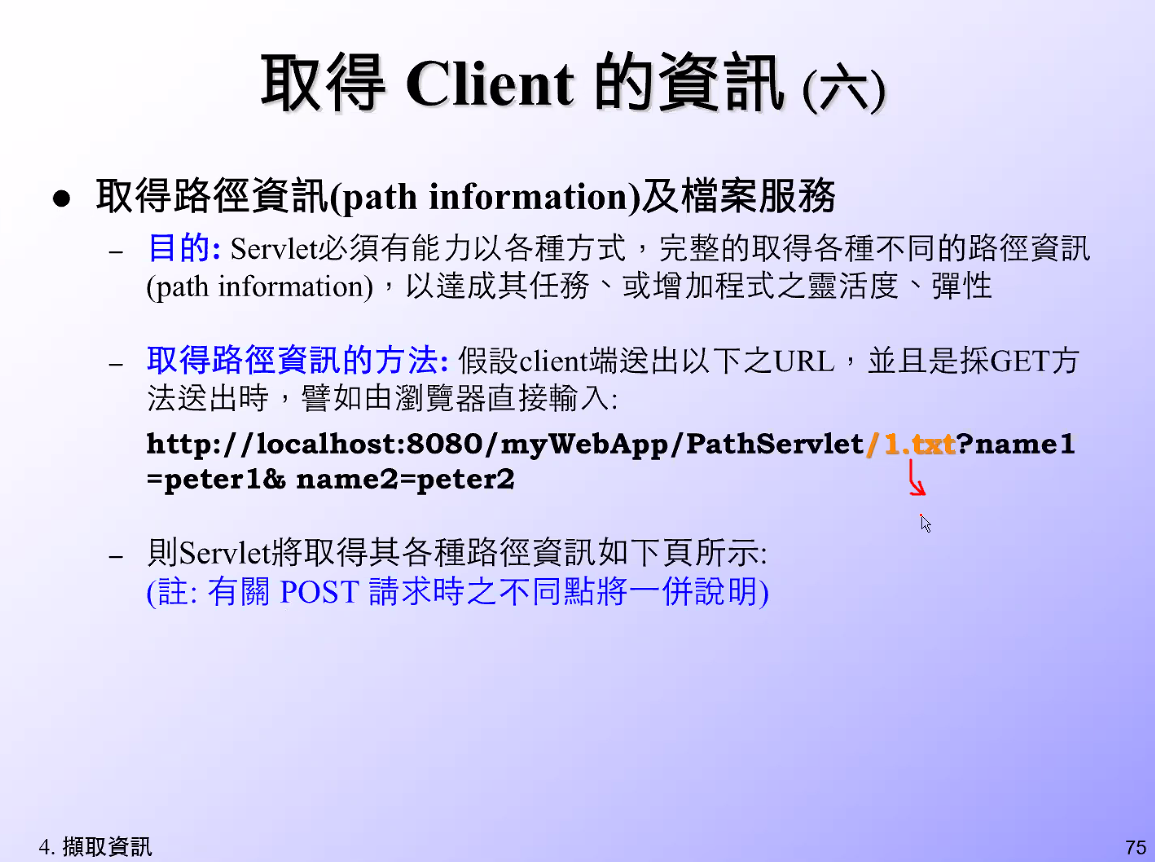 取得 Client 的資訊 (六)
● 取得路徑資訊(path information)及檔案服務
– 目的: Servlet必須有能力以各種方式，完整的取得各種不同的路徑資訊
(path information)，以達成其任務、或增加程式之靈活度、彈性
– 取得路徑資訊的方法: 假設client端送出以下之URL，並且是採GET方
法送出時，譬如由瀏覽器直接輸入:
http://localhost:8080/myWebApp/PathServlet/1.txt?name1
=peter1& name2=peter2
– 則Servlet將取得其各種路徑資訊如下頁所示:
(註: 有關 POST 請求時之不同點將一併說明)
4. 擷取資訊
75